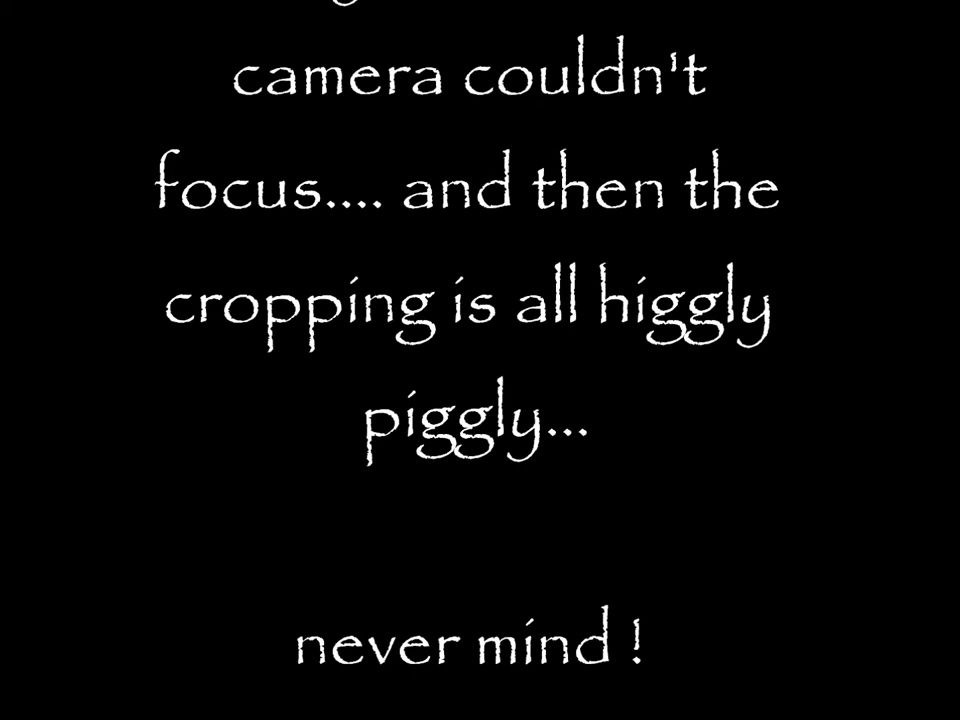 camera couldn't
focus.... and then the
cropping is all higgly
piggly...
never mind !